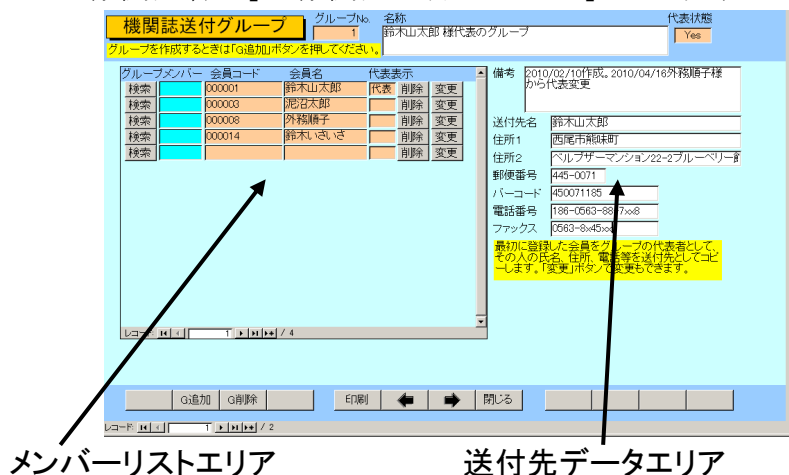 機関誌送付グループ
グループNo.
1
名称
鈴木山太郎 様代表のグループ
代表状態
Yes
グループを作成するときは「G追加」ボタンを押してください。
グループメンバー 会員コード 会員名 代表表示
検索 000001 鈴木山太郎 代表 削除 変更
検索 000003 泥沼太郎 削除 変更
検索 000008 外務順子 削除 変更
検索 000014 鈴木いさいさ 削除 変更
検索 削除 変更
レコード: 1 / 4
備考 2010/02/10作成。2010/04/16外務順子様
から代表変更
送付先名 鈴木山太郎
住所1 西尾市熊味町
住所2 ベルブザーマンション22-2ブルーベリー
郵便番号 445-0071
バーコード 450071185
電話番号 186-0563-88
ファックス 0563-8x45xx
最初に登録した会員をグループの代表者として、
その人の氏名、住所、電話等を送付先としてコピ
ーします。「変更」ボタンで変更もできます。
G追加 G削除 印刷 閉じる
レコード: 1 / 2
メンバーリストエリア
送付先データエリア